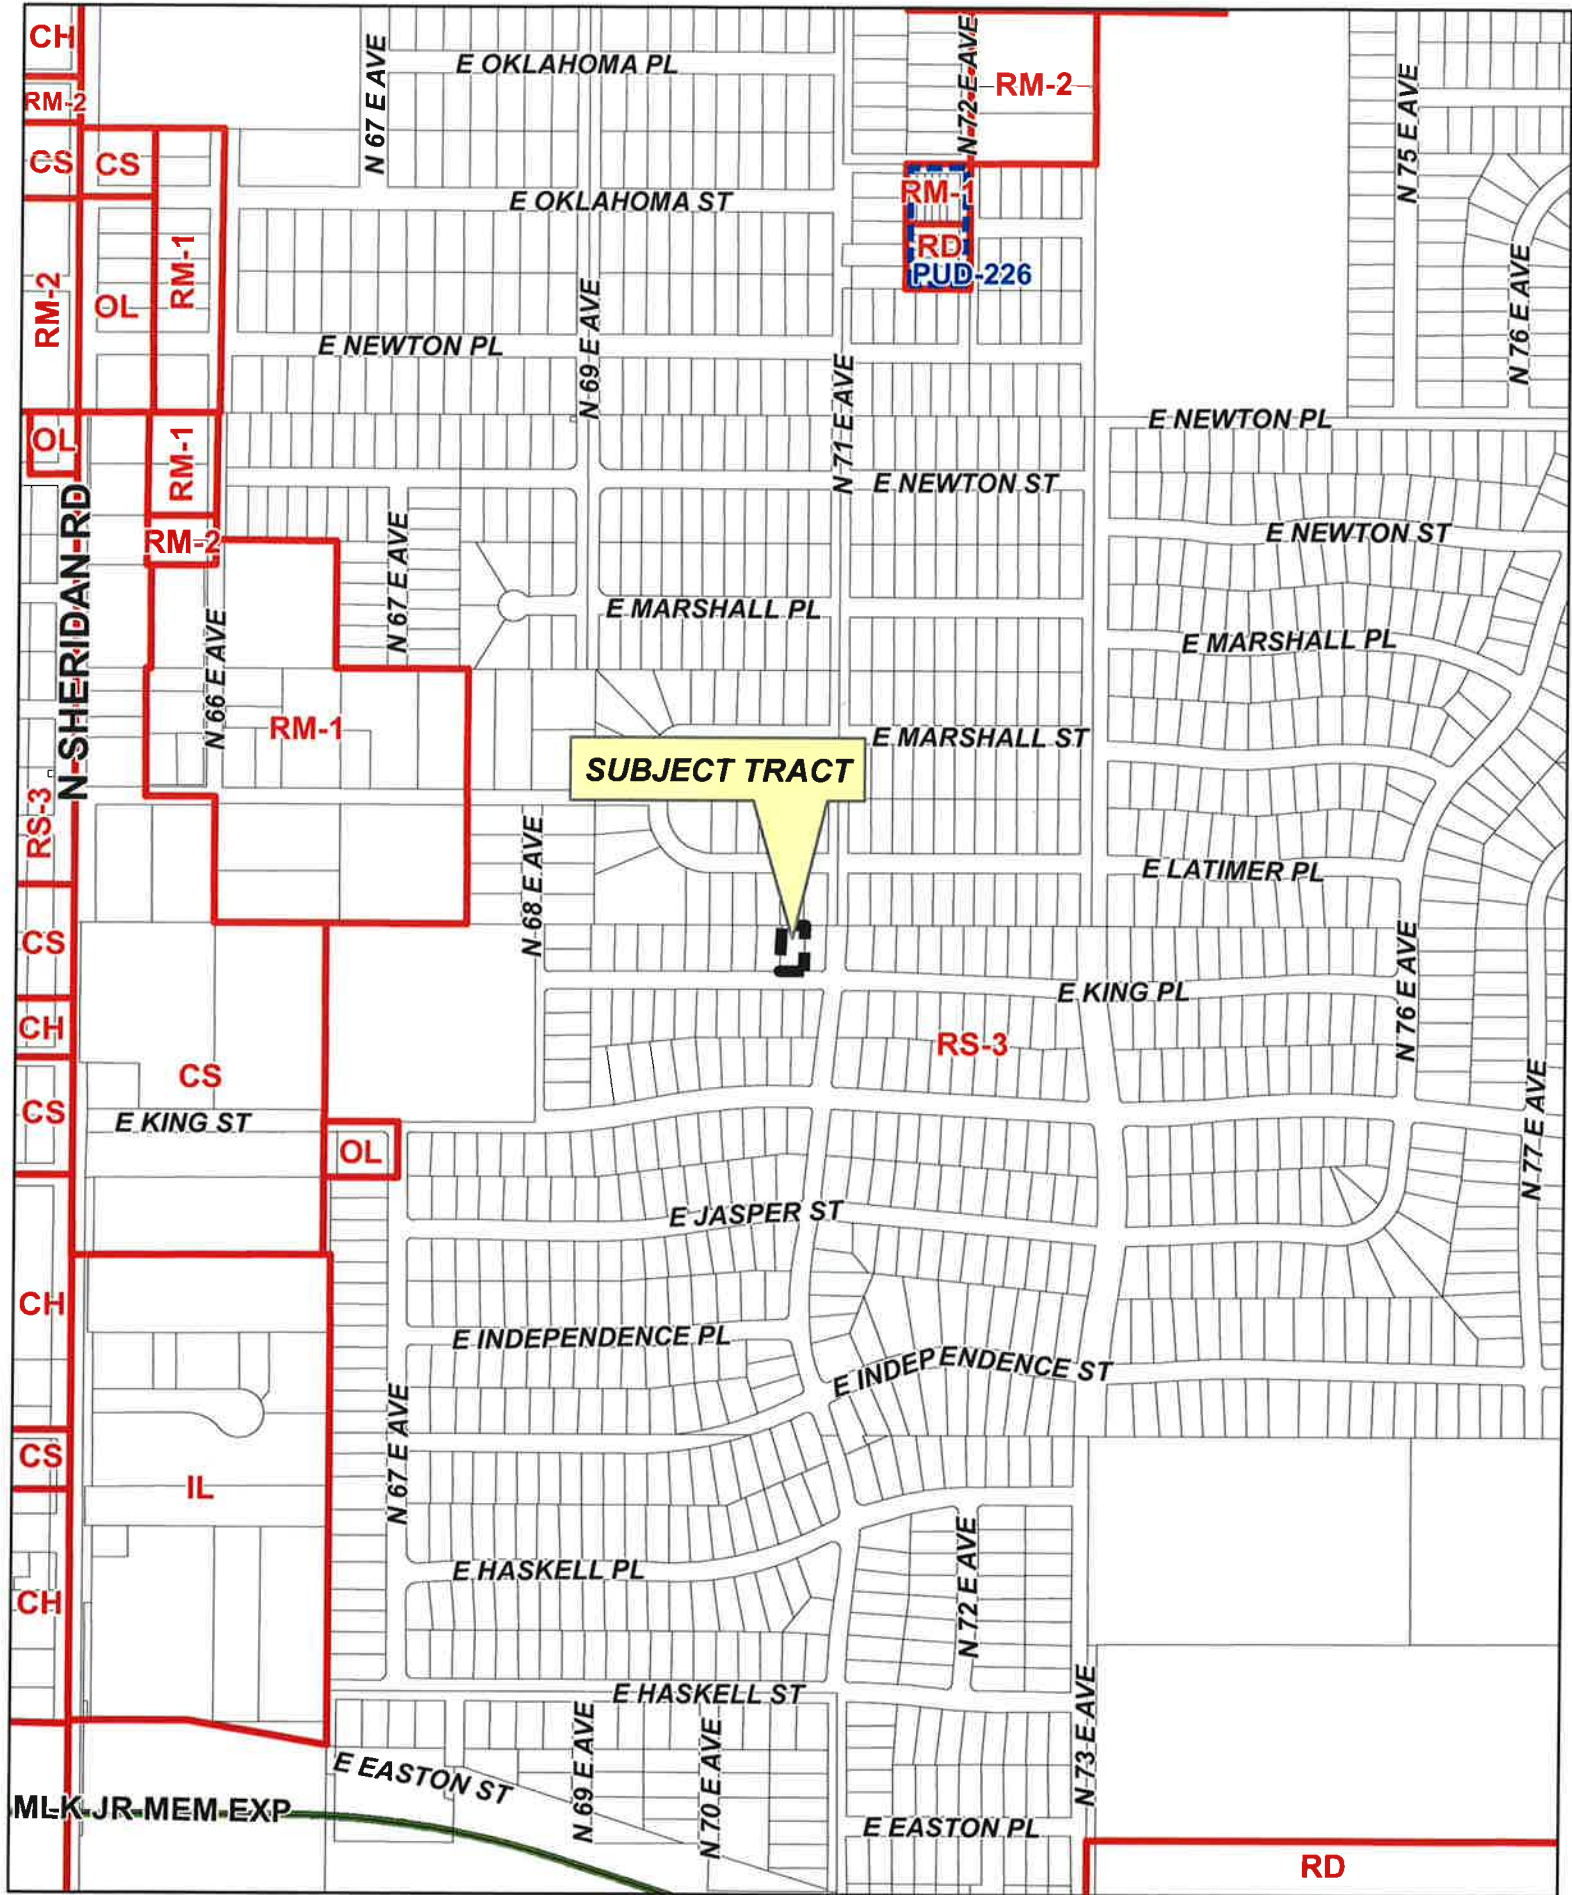 CH
N 67 E AVE
E OKLAHOMA PL
N 72 E AVE
RM-2
N 75 E AVE
RM-2
CS
CS
E OKLAHOMA ST
RM-1
RD
PUD-226
RM-2
OL
RM-1
E NEWTON PL
N 69 E AVE
N 71 E AVE
N 76 E AVE
E NEWTON PL
OL
RM-1
E NEWTON ST
E NEWTON ST
N SHERIDAN RD
RM-2
N 67 E AVE
E MARSHALL PL
E MARSHALL PL
N 66 E AVE
RM-1
E MARSHALL ST
SUBJECT TRACT
RS-3
N 68 E AVE
E LATIMER PL
CS
N 76 E AVE
E KING PL
CH
RS-3
CS
CS
E KING ST
N 77 E AVE
OL
E JASPER ST
CH
E INDEPENDENCE PL
E INDEPENDENCE ST
N 67 E AVE
CS
IL
CH
E HASKELL PL
N 72 E AVE
E HASKELL ST
N 73 E AVE
E EASTON ST
N 69 E AVE
N 70 E AVE
MLK JR MEM EXP
E EASTON PL
RD